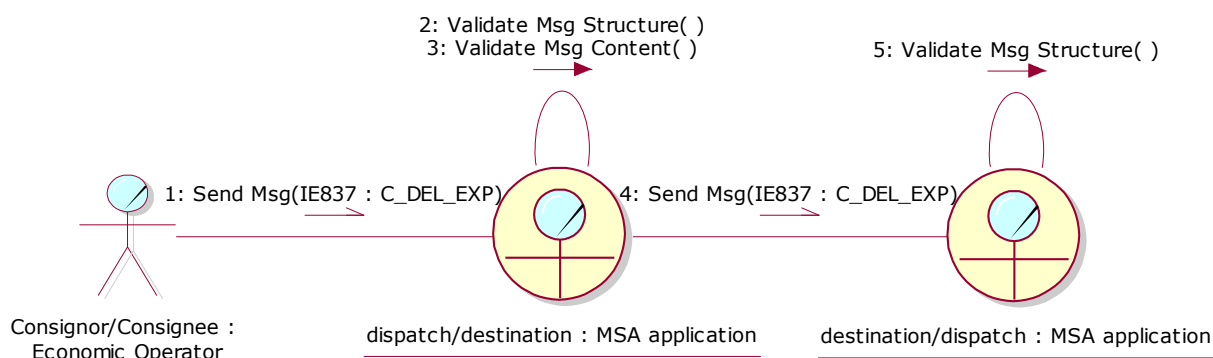 2: Validate Msg Structure( )
3: Validate Msg Content( )
5: Validate Msg Structure( )
1: Send Msg(IE837 : C_DEL_EXP)
4: Send Msg(IE837 : C_DEL_EXP)
Consignor/Consignee :
Economic Operator
dispatch/destination : MSA application
destination/dispatch : MSA application